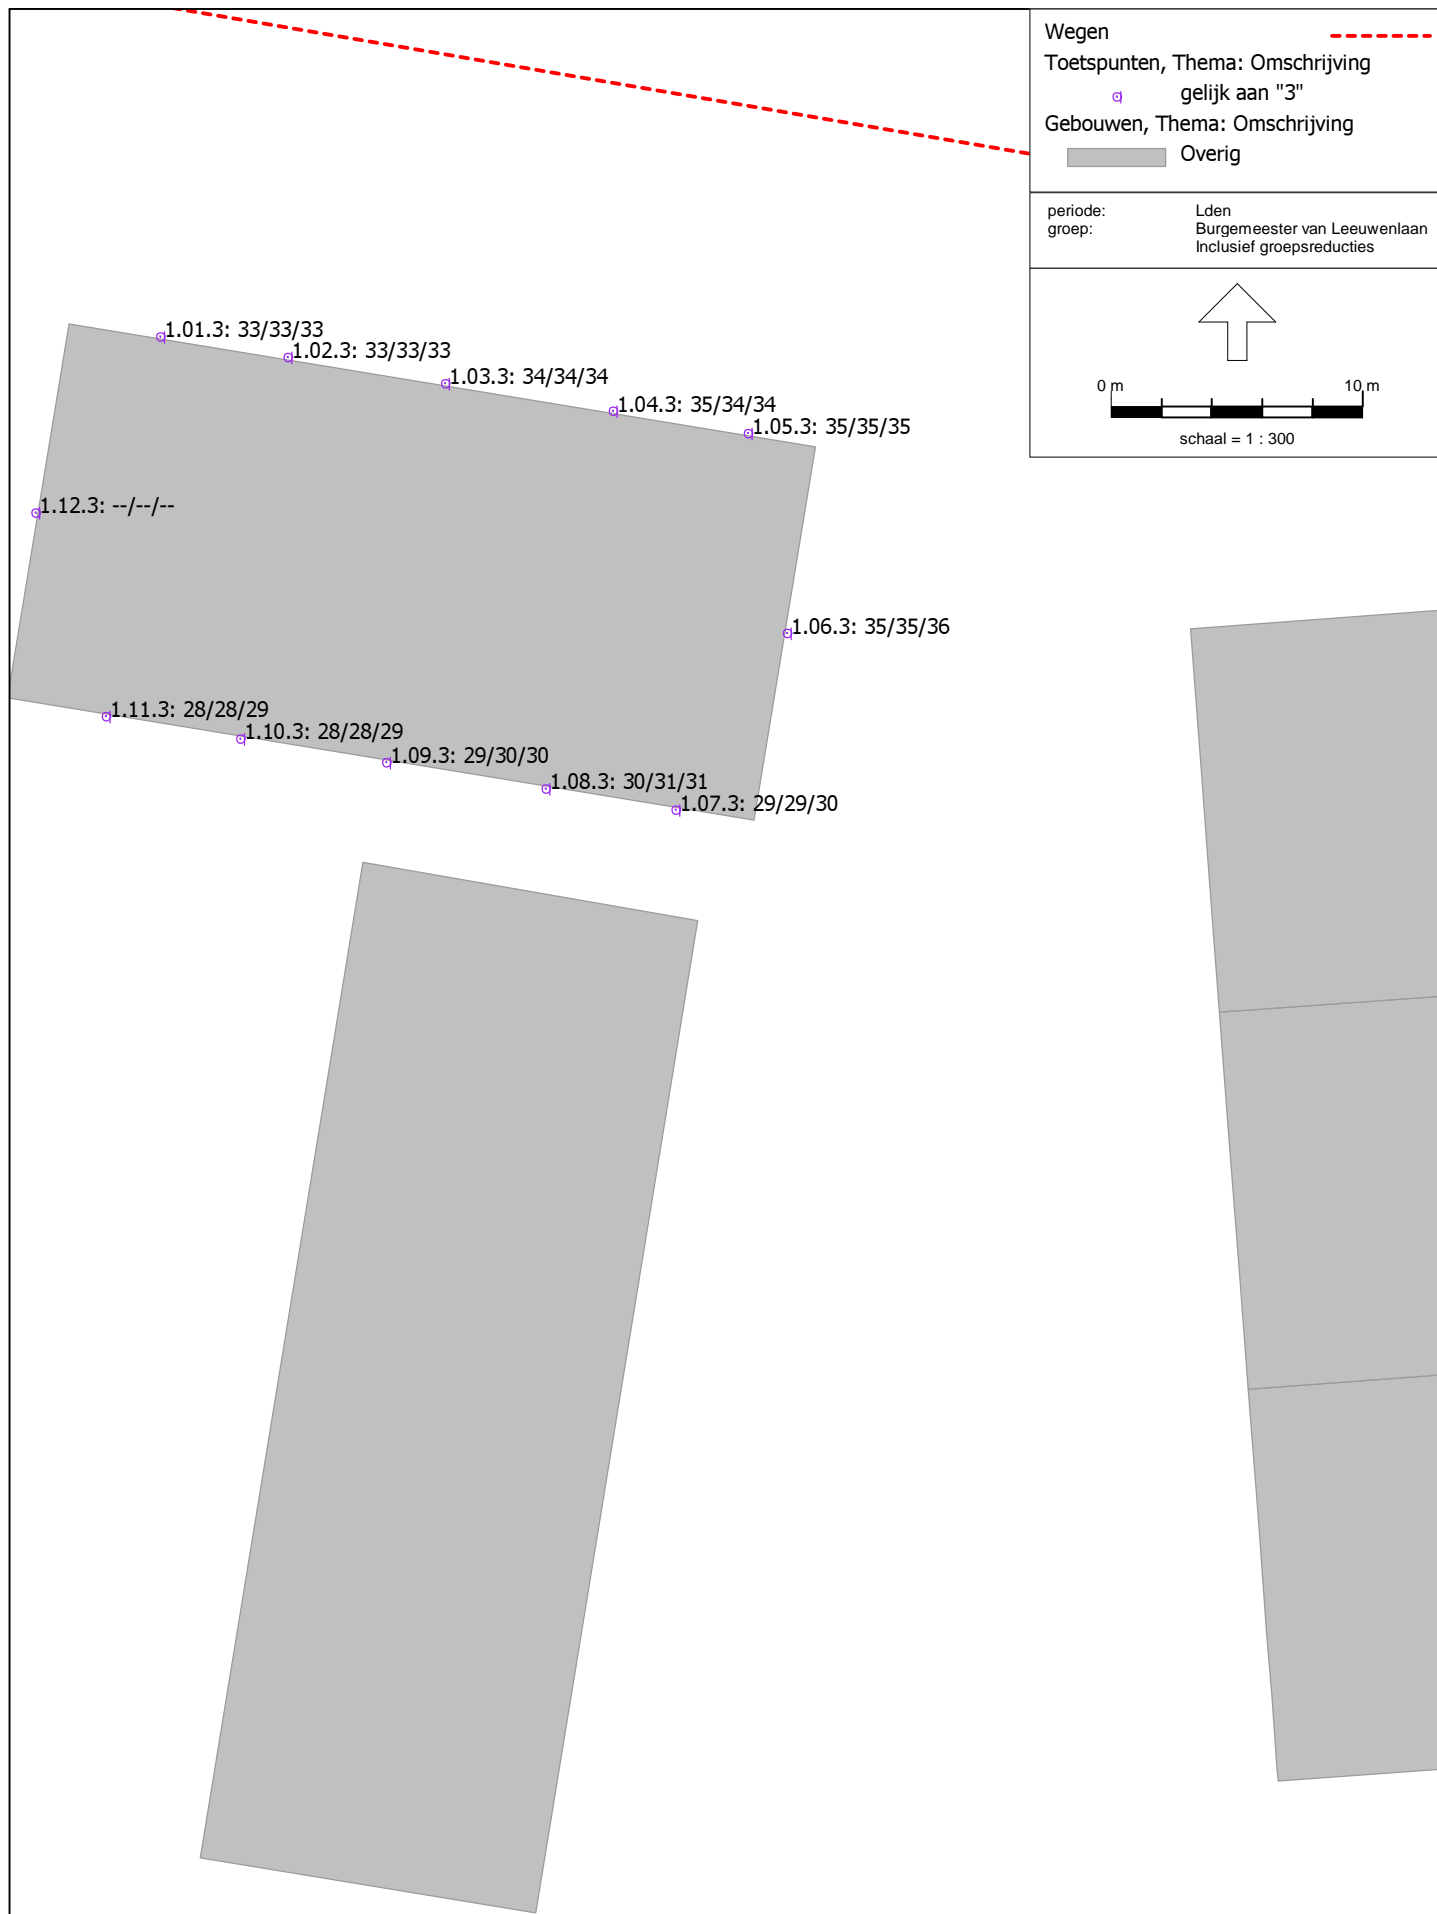 Wegen
Toetspunten, Thema: Omschrijving
gelijk aan "3"
Gebouwen, Thema: Omschrijving
Overig
periode: Lden
groep: Burgemeester van Leeuwenlaan
Inclusief groepsreducties
0 m 10 m
schaal = 1 : 300
1.01.3: 33/33/33
1.02.3: 33/33/33
1.03.3: 34/34/34
1.04.3: 35/34/34
1.05.3: 35/35/35
1.12.3: --/--/--
1.06.3: 35/35/36
1.11.3: 28/28/29
1.10.3: 28/28/29
1.09.3: 29/30/30
1.08.3: 30/31/31
1.07.3: 29/29/30